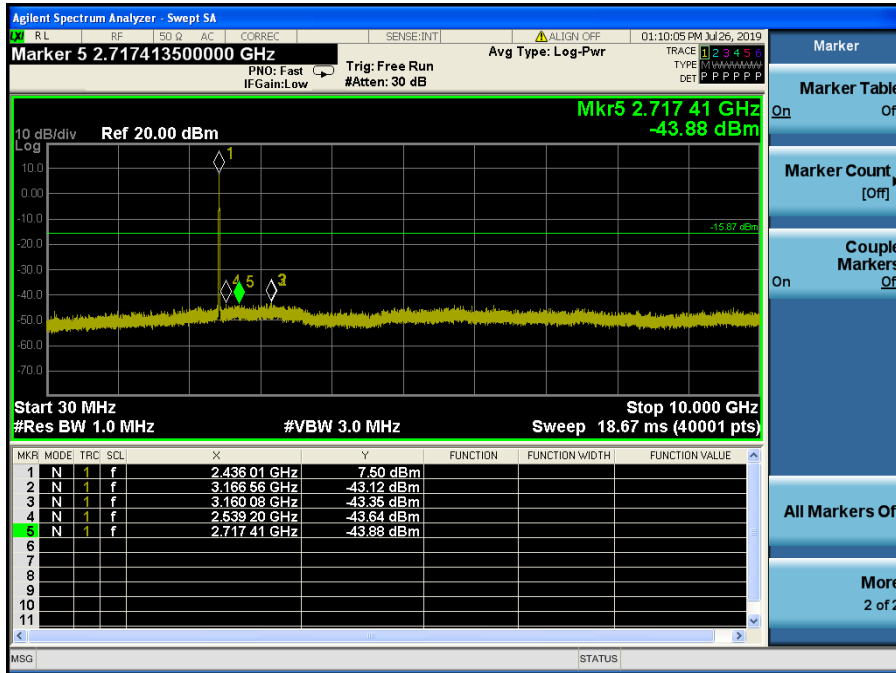 Agilent Spectrum Analyzer - Swept SA
LXI RL RF 50 Ω AC CORREC SENSE:INT ALIGN OFF 01:10:05 PM Jul 26, 2019
Marker 5 2.717413500000 GHz
PNO: Fast
IFGain:Low
Trig: Free Run
#Atten: 30 dB
Avg Type: Log-Pwr
TRACE 1 2 3 4 5 6
TYPE M W W W W W
DET P P P P P P
Mkr5 2.717 41 GHz
-43.88 dBm
10 dB/div Ref 20.00 dBm
Log
10.0
0.00
-10.0
-20.0
-30.0
-40.0
-50.0
-60.0
-70.0
1
-15.87 dBm
4 5
Start 30 MHz Stop 10.000 GHz
#Res BW 1.0 MHz #VBW 3.0 MHz Sweep 18.67 ms (40001 pts)
MKR MODE TRC SCL X Y FUNCTION FUNCTION WIDTH FUNCTION VALUE
1 N 1 f 2.436 01 GHz 7.50 dBm
2 N 1 f 3.166 56 GHz -43.12 dBm
3 N 1 f 3.160 08 GHz -43.35 dBm
4 N 1 f 2.539 20 GHz -43.64 dBm
5 N 1 f 2.717 41 GHz -43.88 dBm
6
7
8
9
10
11
MSG STATUS
Marker
Marker Table
On Of
Marker Count
[Off]
Couple
Markers
On Of
All Markers Of
More
2 of 2